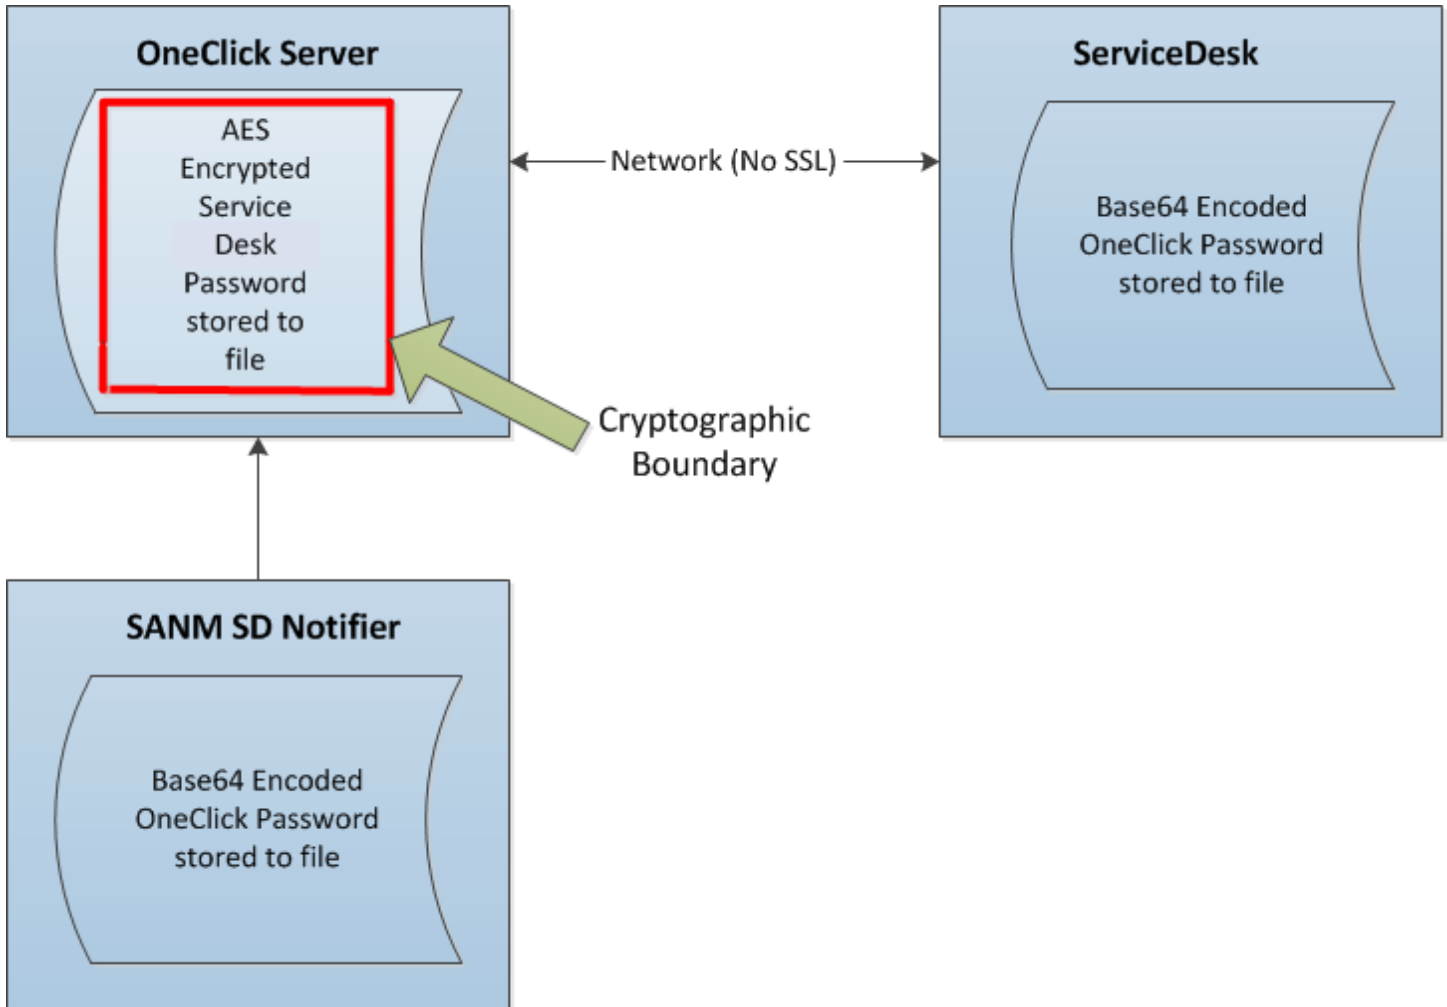 OneClick Server
AES
Encrypted
Service
Desk
Password
stored to
file
Network (No SSL)
ServiceDesk
Base64 Encoded
OneClick Password
stored to file
Cryptographic
Boundary
SANM SD Notifier
Base64 Encoded
OneClick Password
stored to file